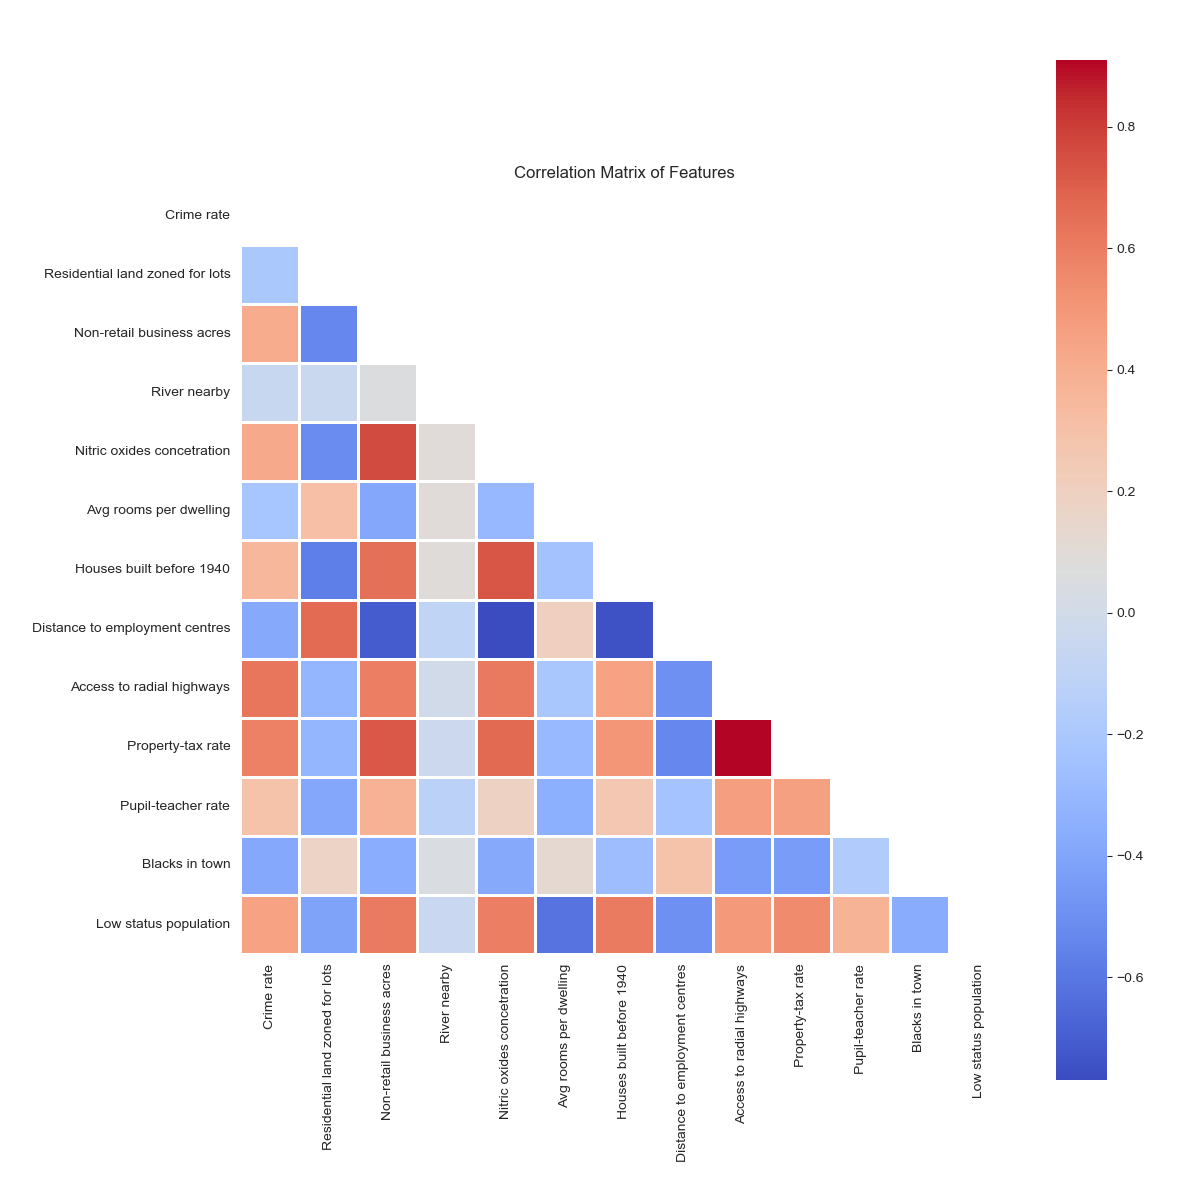 Correlation Matrix of Features
Crime rate
Residential land zoned for lots
Non-retail business acres
River nearby
Nitric oxides concetration
Avg rooms per dwelling
Houses built before 1940
Distance to employment centres
Access to radial highways
Property-tax rate
Pupil-teacher rate
Blacks in town
Low status population
Crime rate
Residential land zoned for lots
Non-retail business acres
River nearby
Nitric oxides concetration
Avg rooms per dwelling
Houses built before 1940
Distance to employment centres
Access to radial highways
Property-tax rate
Pupil-teacher rate
Blacks in town
Low status population
0.8
0.6
0.4
0.2
0.0
−0.2
−0.4
−0.6